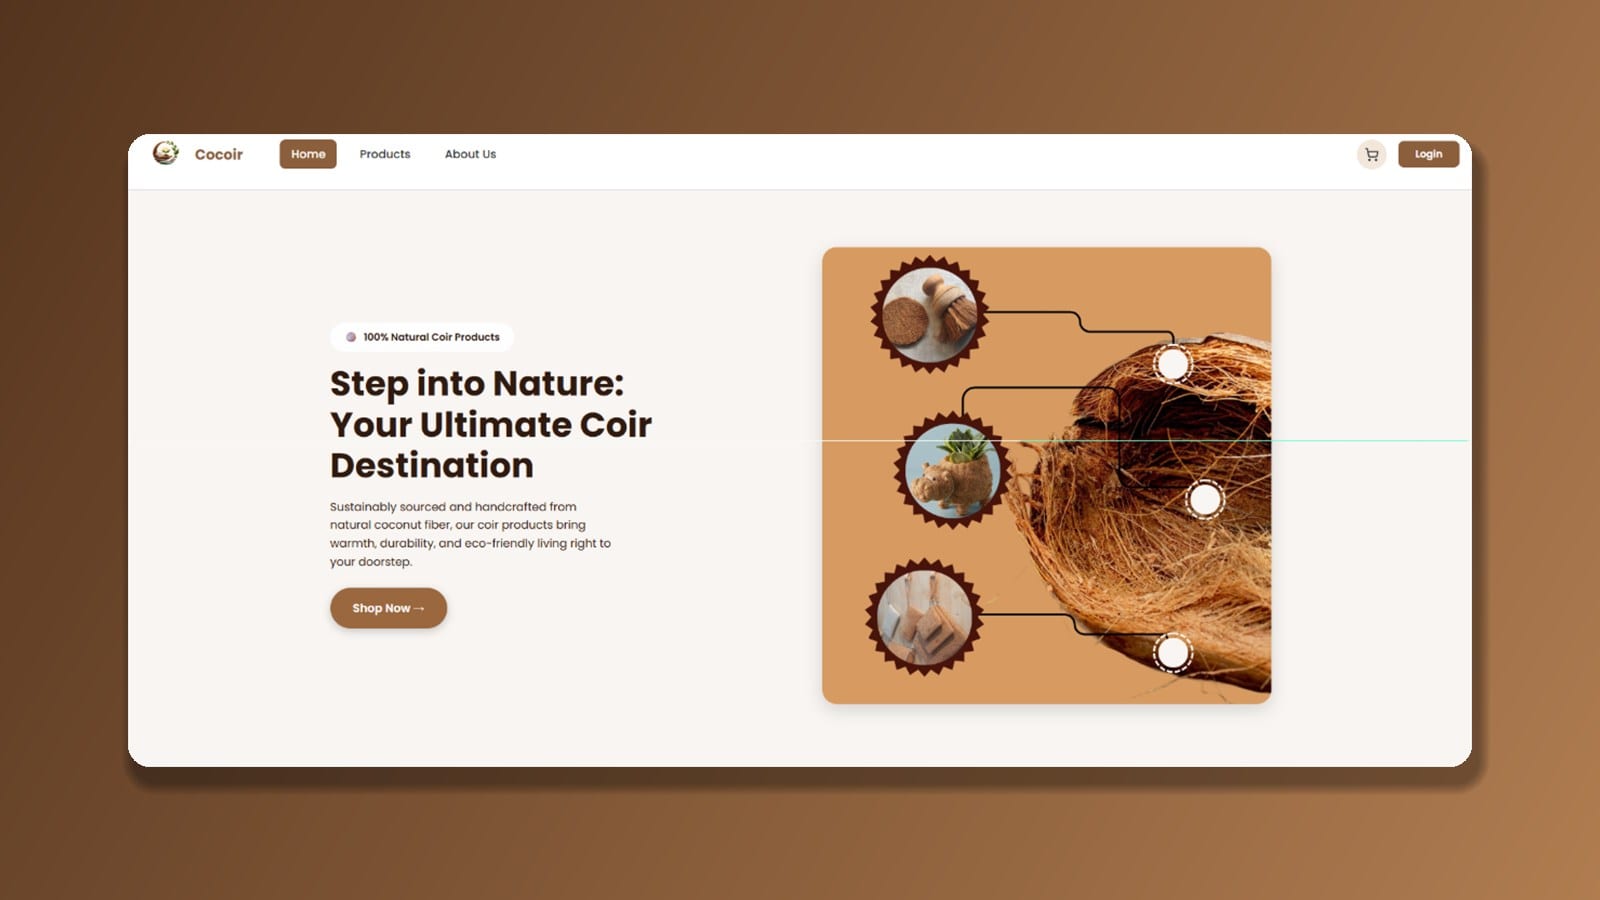 Cocoir
Home
Products
About Us
Login
100% Natural Coir Products
Step into Nature:
Your Ultimate Coir
Destination
Sustainably sourced and handcrafted from
natural coconut fiber, our coir products bring
warmth, durability, and eco-friendly living right to
your doorstep.
Shop Now →